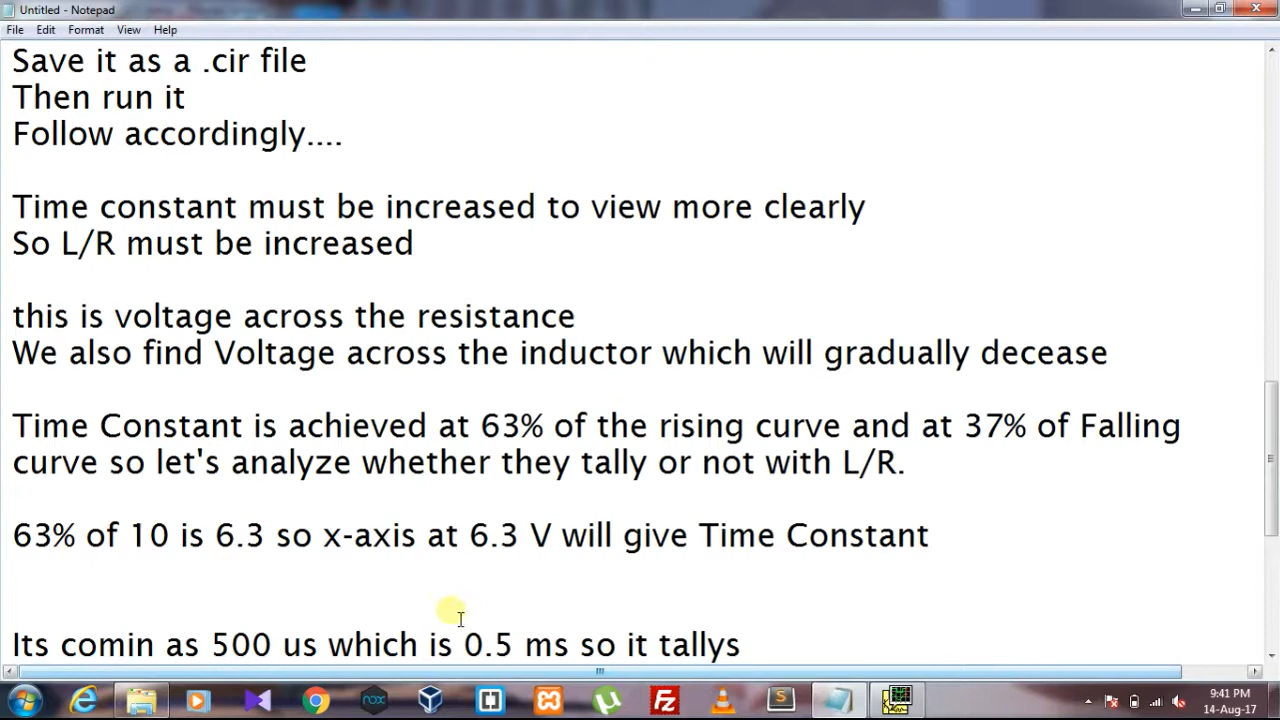 Untitled - Notepad
File Edit Format View Help
Save it as a .cir file
Then run it
Follow accordingly....
Time constant must be increased to view more clearly
So L/R must be increased
this is voltage across the resistance
We also find Voltage across the inductor which will gradually decease
Time Constant is achieved at 63% of the rising curve and at 37% of Falling
curve so let's analyze whether they tally or not with L/R.
63% of 10 is 6.3 so x-axis at 6.3 V will give Time Constant
Its comin as 500 us which is 0.5 ms so it tallys
nox
Fz
S
9:41 PM
14-Aug-17